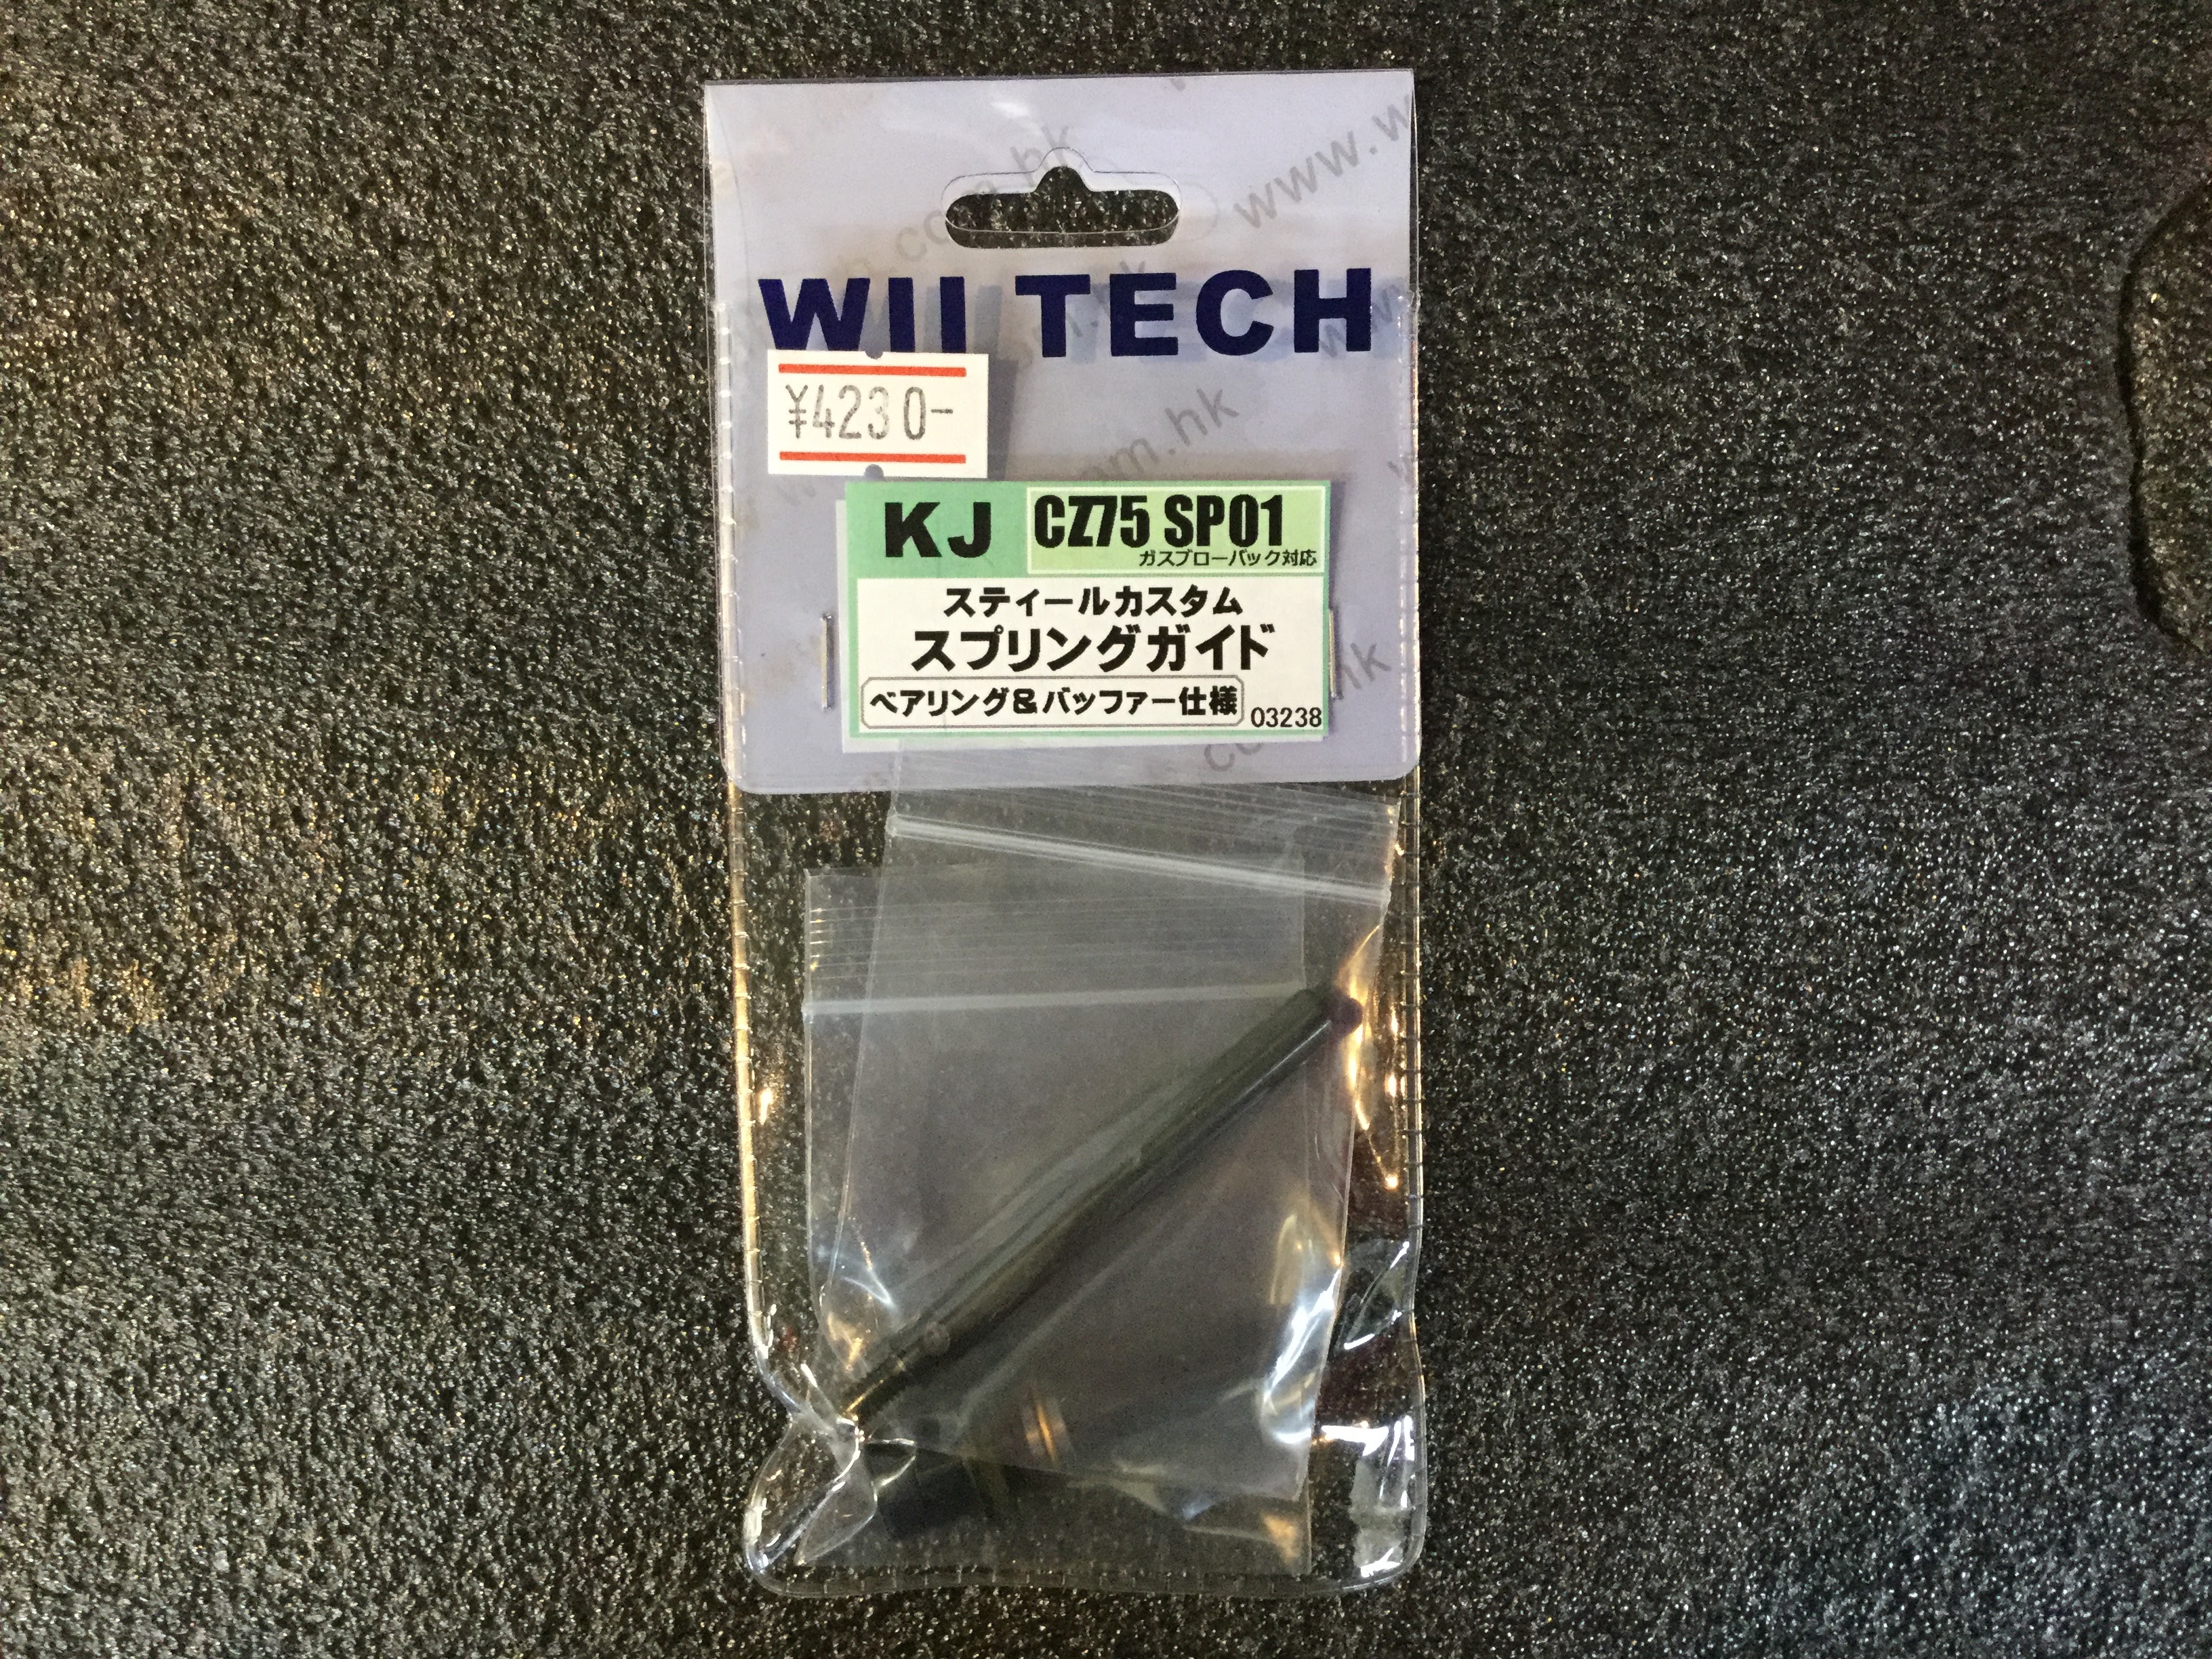 WII TECH
¥4230-
KJ CZ75 SP01
ガスブローバック対応
スティールカスタム
スプリングガイド
ベアリング&バッファー仕様
03238